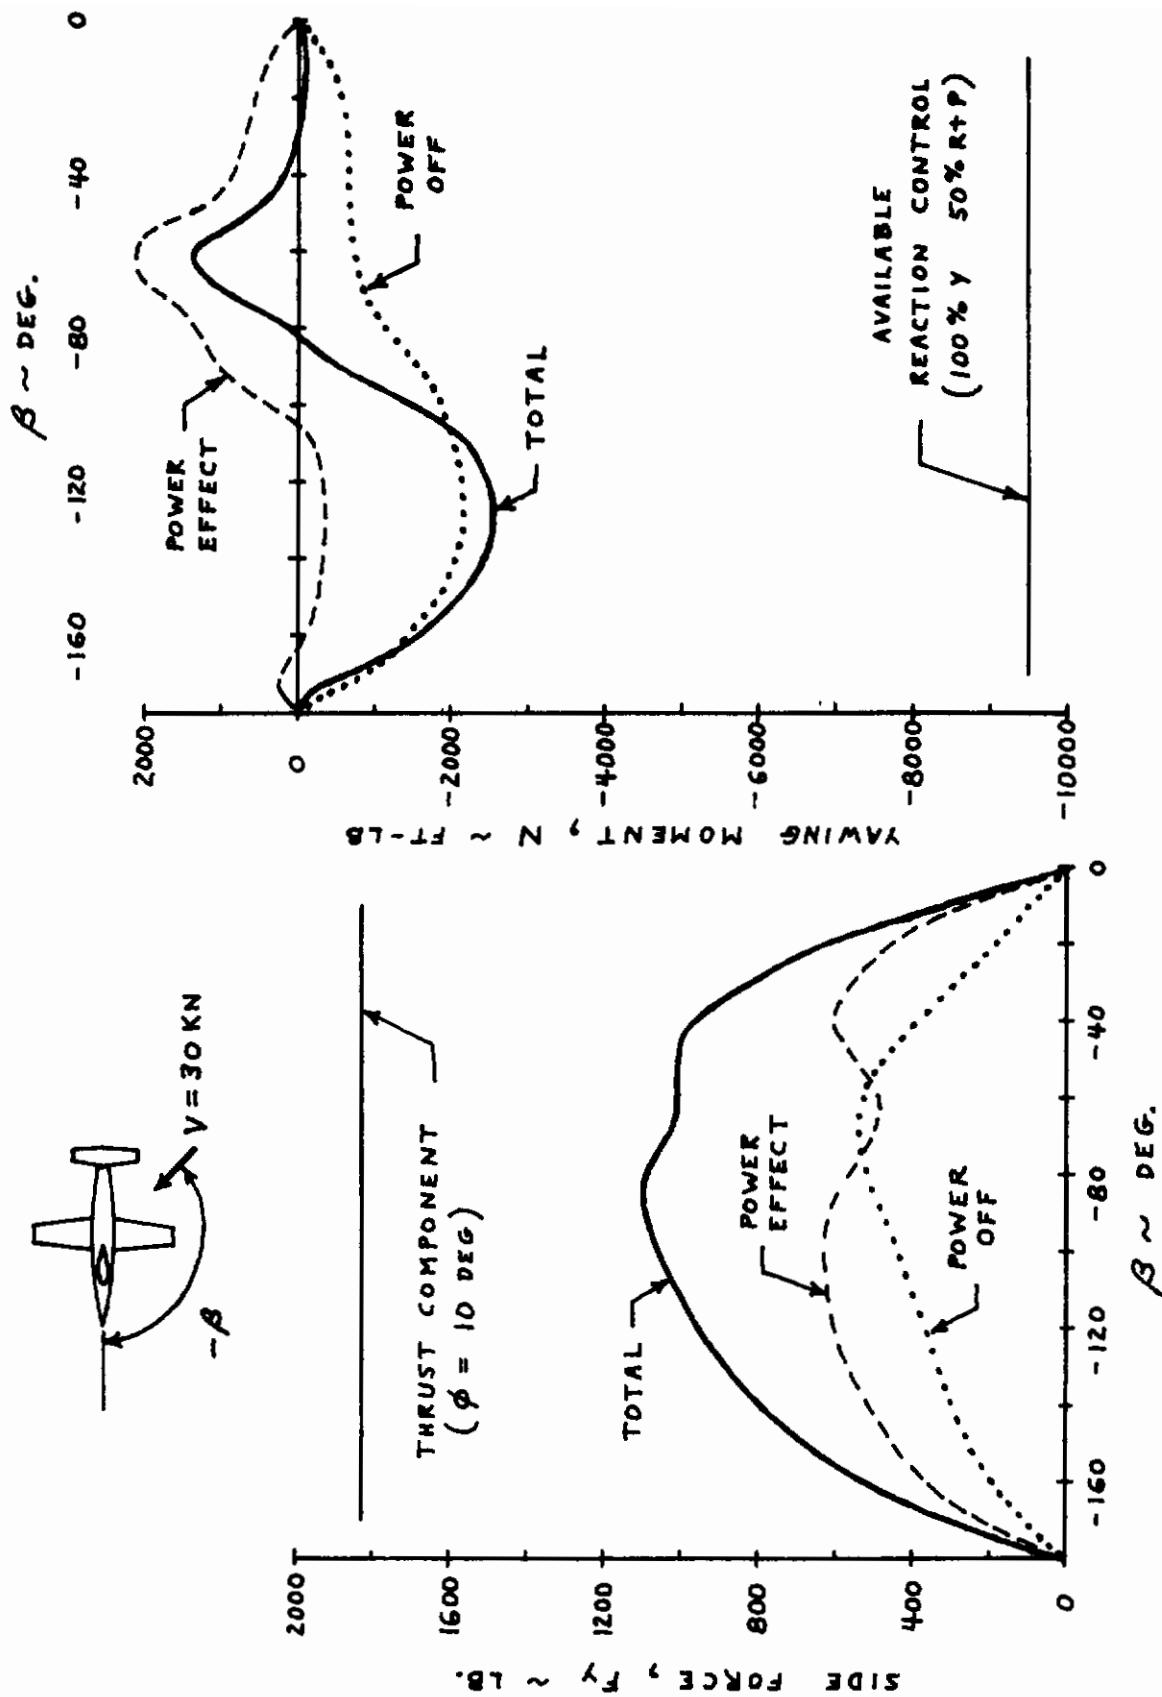 V = 30 KN
-β
THRUST COMPONENT
(ϕ = 10 DEG)
TOTAL
POWER
EFFECT
POWER
OFF
SIDE FORCE, FY ~ LB.
2000
1600
1200
800
400
0
-160
-120
-80
-40
0
β ~ DEG.
β ~ DEG.
-160
-120
-80
-40
0
POWER
EFFECT
POWER
OFF
TOTAL
AVAILABLE
REACTION CONTROL
(100% Y 50% R+P)
YAWING MOMENT, N ~ FT-LB
2000
0
-2000
-4000
-6000
-8000
-10000